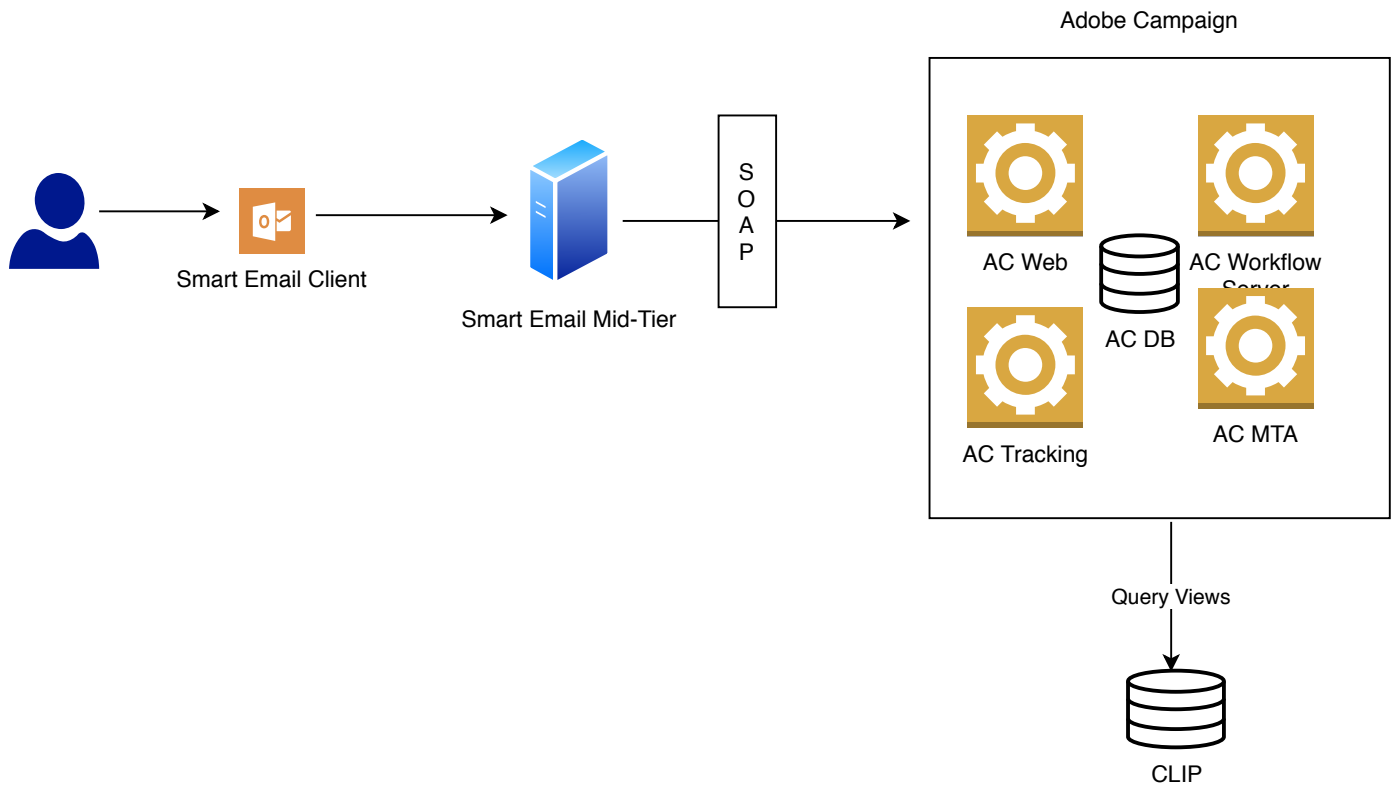 Adobe Campaign
S
O
A
P
AC Web
AC Workflow
Server
Smart Email Client
Smart Email Mid-Tier
AC DB
AC Tracking
AC MTA
Query Views
CLIP